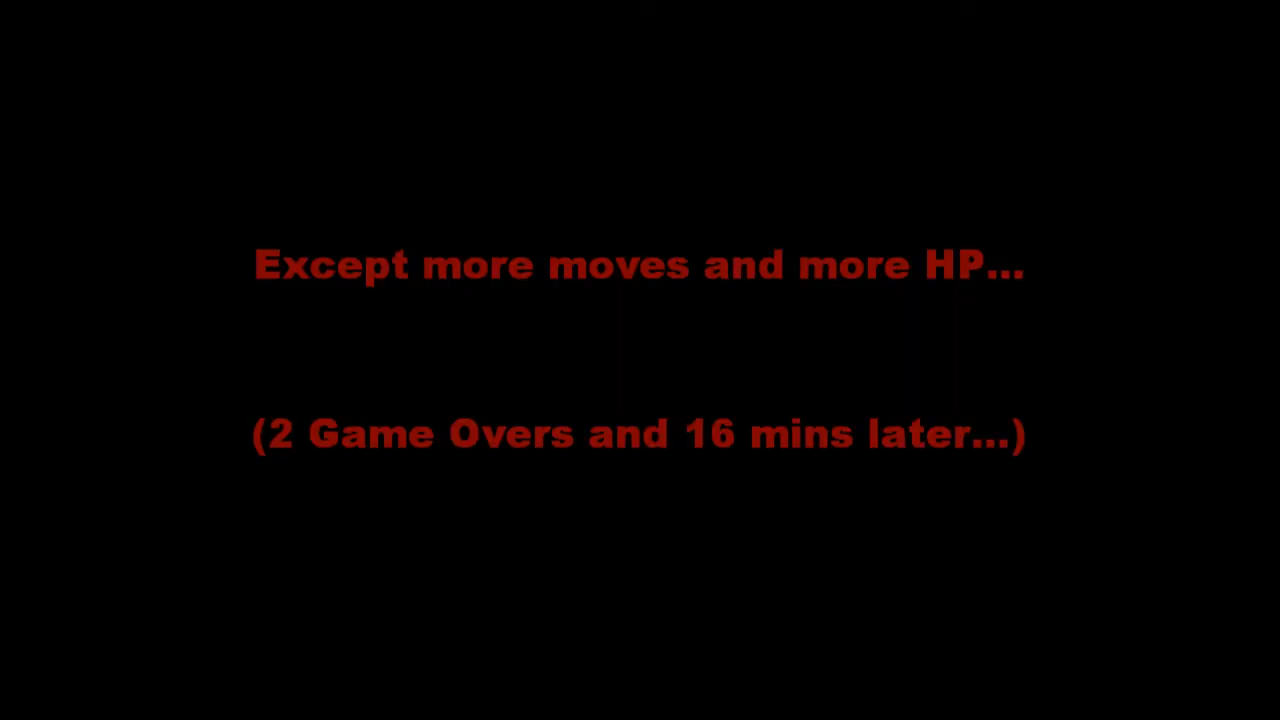 Except more moves and more HP...
(2 Game Overs and 16 mins later...)